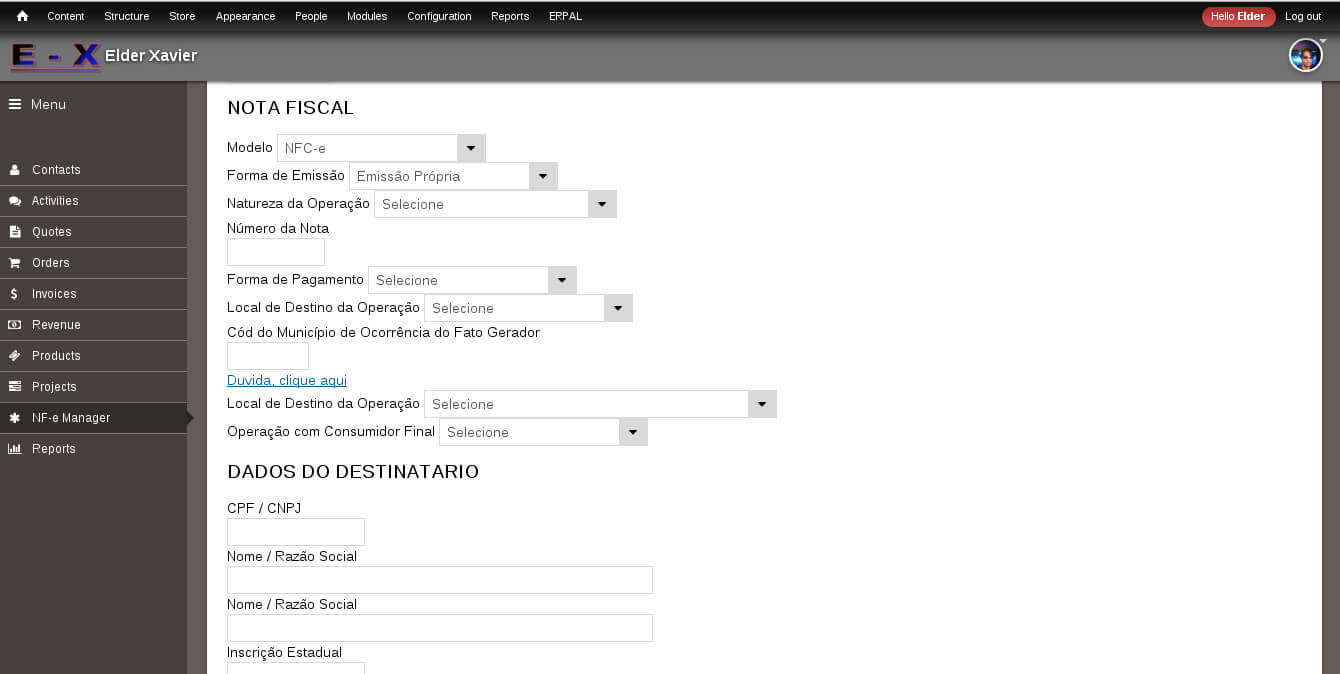 Content Structure Store Appearance People Modules Configuration Reports ERPAL Hello Elder Log out
E - X Elder Xavier
Menu
Contacts
Activities
Quotes
Orders
Invoices
Revenue
Products
Projects
NF-e Manager
Reports
NOTA FISCAL
Modelo NFC-e
Forma de Emissão Emissão Própria
Natureza da Operação Selecione
Número da Nota
Forma de Pagamento Selecione
Local de Destino da Operação Selecione
Cód do Município de Ocorrência do Fato Gerador
Duvida, clique aqui
Local de Destino da Operação Selecione
Operação com Consumidor Final Selecione
DADOS DO DESTINATARIO
CPF / CNPJ
Nome / Razão Social
Nome / Razão Social
Inscrição Estadual